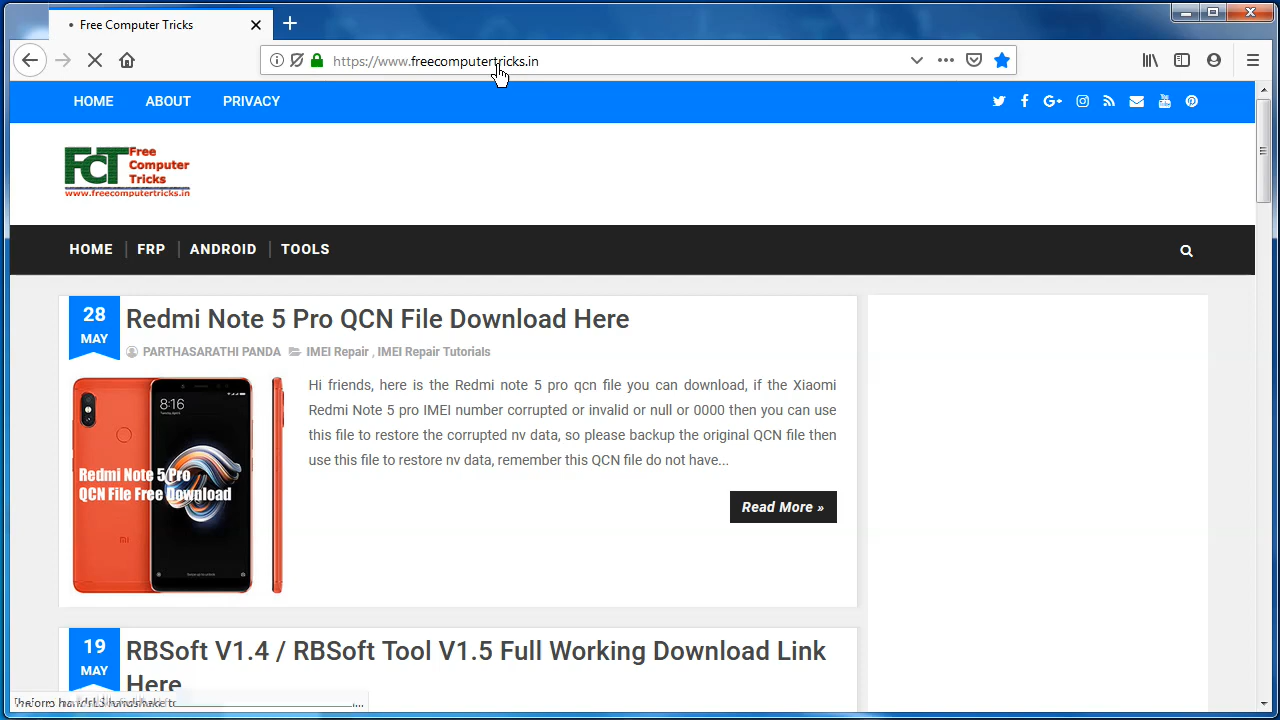 Free Computer Tricks
https://www.freecomputertricks.in
HOME ABOUT PRIVACY
FCT Free
Computer
Tricks
www.freecomputertricks.in
HOME FRP ANDROID TOOLS
28
MAY
Redmi Note 5 Pro QCN File Download Here
PARTHASARATHI PANDA IMEI Repair , IMEI Repair Tutorials
8:16
Redmi Note 5 Pro
QCN File Free Download
Hi friends, here is the Redmi note 5 pro qcn file you can download, if the Xiaomi
Redmi Note 5 pro IMEI number corrupted or invalid or null or 0000 then you can use
this file to restore the corrupted nv data, so please backup the original QCN file then
use this file to restore nv data, remember this QCN file do not have...
Read More »
19
MAY
RBSoft V1.4 / RBSoft Tool V1.5 Full Working Download Link
Here